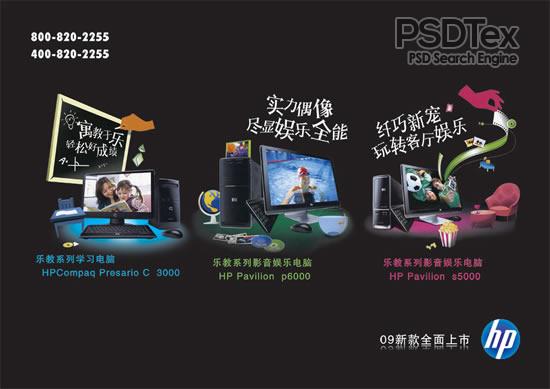 800-820-2255
400-820-2255
PSDTex
PSD Search Engine
寓教于乐
轻松好成绩
实力偶像
尽显娱乐全能
纤巧新宠
玩转客厅娱乐
乐教系列学习电脑
HPCompaq Presario C 3000
乐教系列影音娱乐电脑
HP Pavilion p6000
乐教系列影音娱乐电脑
HP Pavilion s5000
09新款全面上市
hp